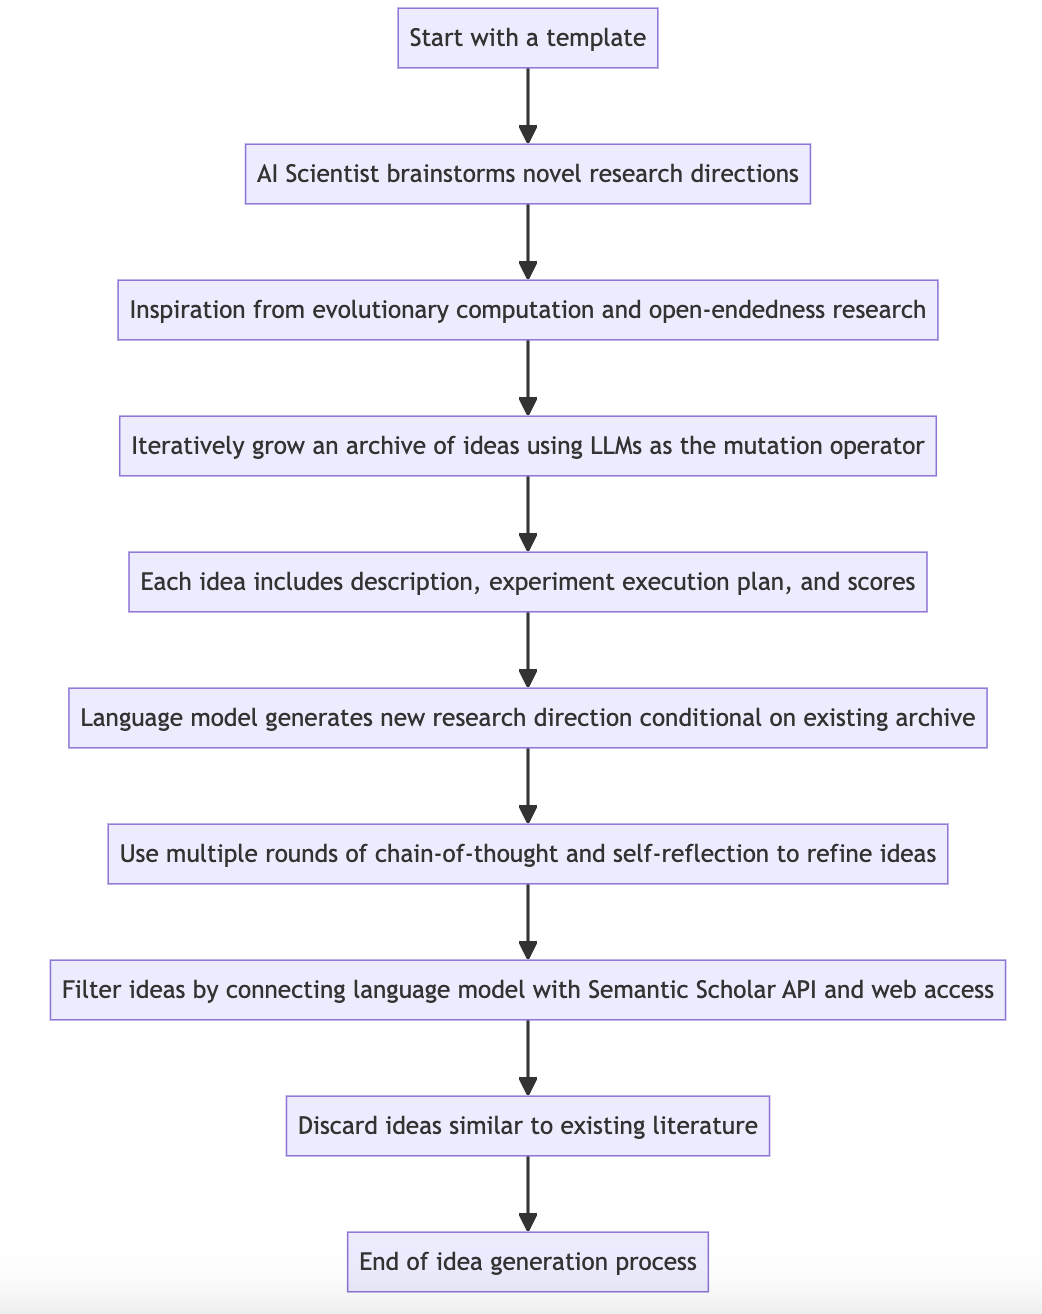 Start with a template
AI Scientist brainstorms novel research directions
Inspiration from evolutionary computation and open-endedness research
Iteratively grow an archive of ideas using LLMs as the mutation operator
Each idea includes description, experiment execution plan, and scores
Language model generates new research direction conditional on existing archive
Use multiple rounds of chain-of-thought and self-reflection to refine ideas
Filter ideas by connecting language model with Semantic Scholar API and web access
Discard ideas similar to existing literature
End of idea generation process